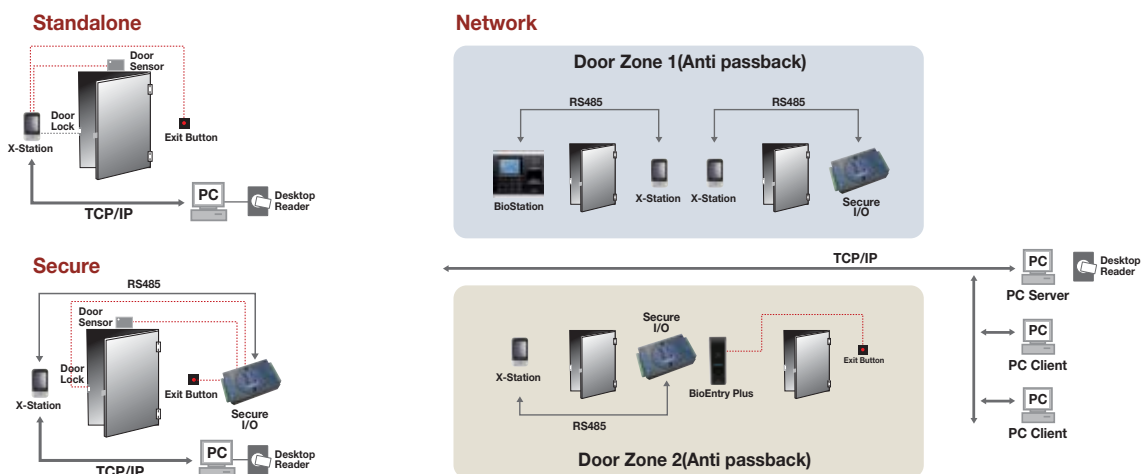 Standalone
Door
Sensor
Door
Lock
X-Station
Exit Button
PC
Desktop
Reader
TCP/IP
Secure
RS485
Door
Sensor
Door
Lock
X-Station
Exit Button
Secure
I/O
PC
Desktop
Reader
TCP/IP
Network
Door Zone 1(Anti passback)
RS485
RS485
BioStation
X-Station
X-Station
Secure
I/O
TCP/IP
PC
Desktop
Reader
PC Server
PC
PC Client
PC
PC Client
Secure
I/O
X-Station
BioEntry Plus
Exit Button
RS485
Door Zone 2(Anti passback)